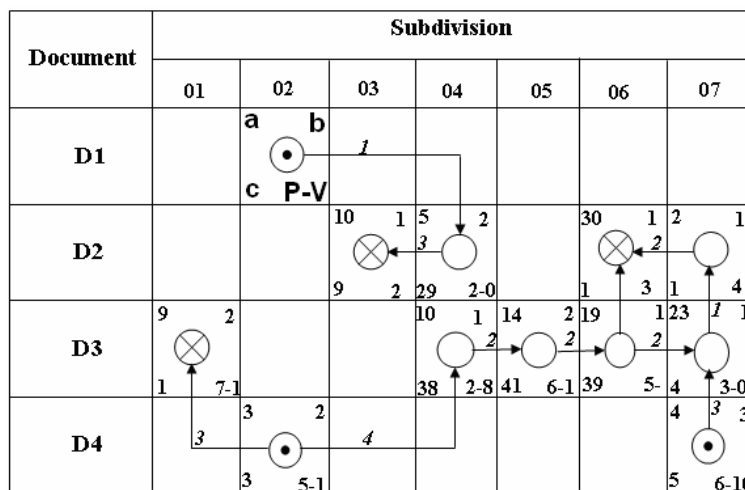 Subdivision
Document
01 02 03 04 05 06 07
a b
D1 1
c P-V
10 1 5 2 30 1 2 1
D2 3 2
9 2 29 2-0 1 3 1 4
9 2 10 1 14 2 19 1 23 1 1
D3 2 2 2
1 7-1 38 2-8 41 6-1 39 5- 4 3-0
3 2 4 3 3
D4 3 4
3 5-1 5 6-10